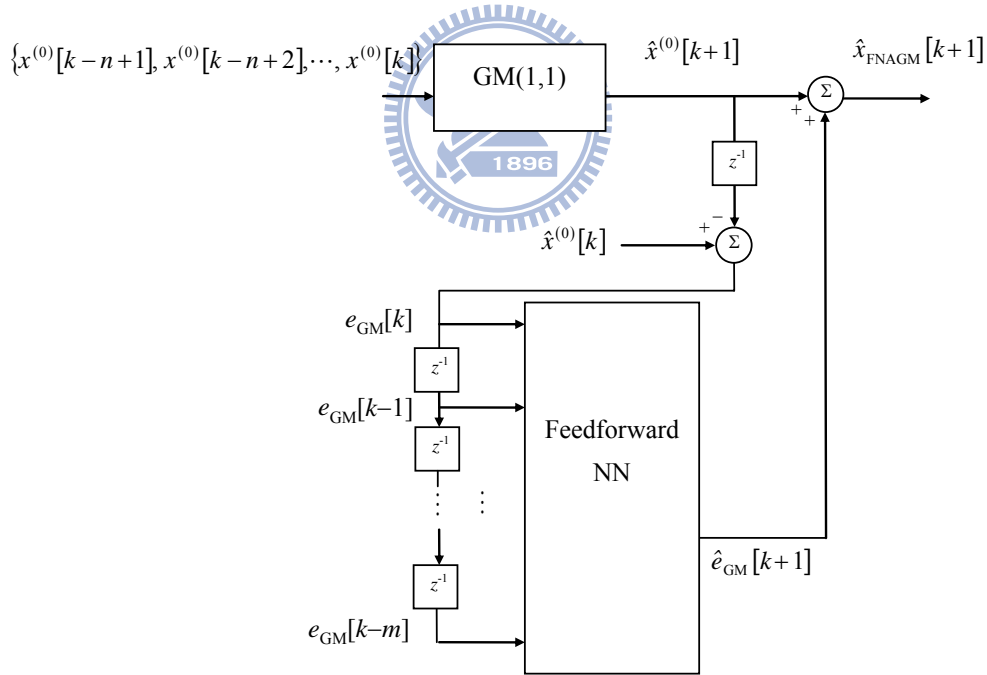 {x^(0)[k−n+1], x^(0)[k−n+2],⋯, x^(0)[k]}
GM(1,1)
x̂^(0)[k+1]
x̂_FNAGM[k+1]
Σ
+
+
z^-1
1896
−
+
Σ
x̂^(0)[k]
e_GM[k]
z^-1
e_GM[k−1]
z^-1
Feedforward
NN
ê_GM[k+1]
z^-1
e_GM[k−m]